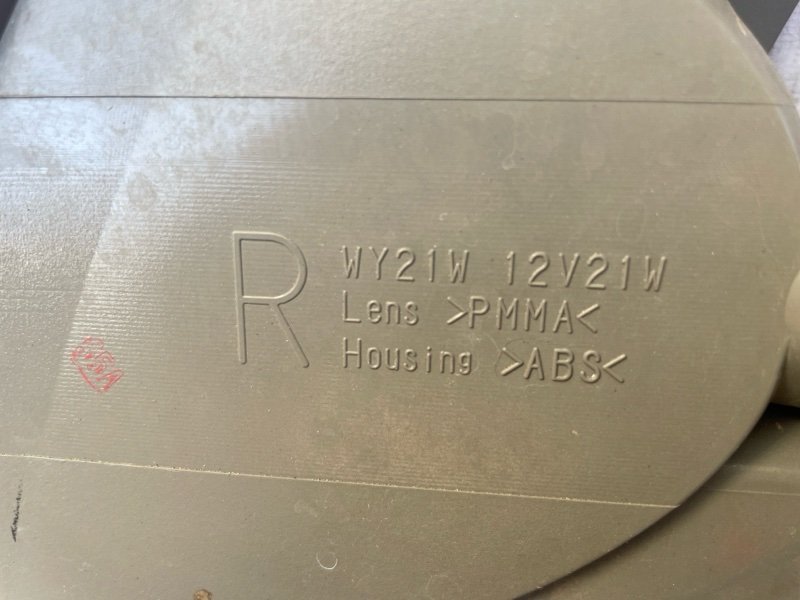 R
WY21W 12V21W
Lens >PMMA<
Housing >ABS<